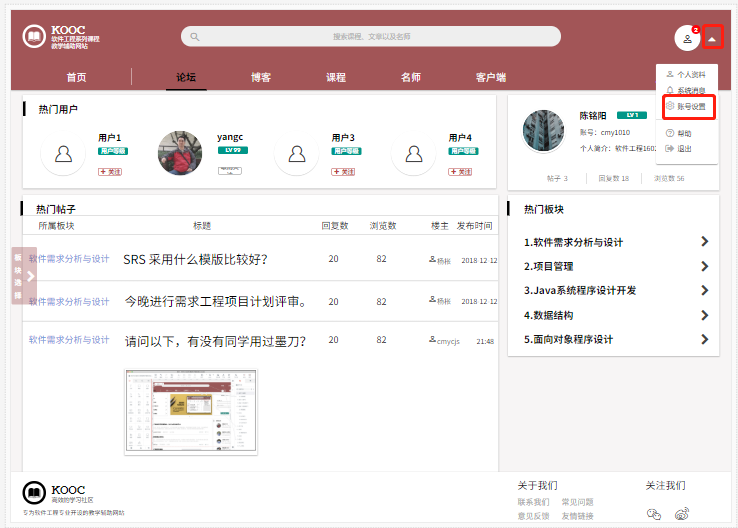 KOOC
软件工程系列课程
教学辅助网站
搜索课程，文章以及名师
2
首页
论坛
博客
课程
名师
客户端
个人资料
系统消息
账号设置
帮助
退出
热门用户
用户1
用户等级
+ 关注
yangc
LV 99
用户3
用户等级
+ 关注
用户4
用户等级
+ 关注
陈铭阳
LV 1
账号：cmy1010
个人简介：软件工程1602
帖子 3
回复数 18
浏览数 56
热门帖子
所属板块 标题 回复数 浏览数 楼主 发布时间
软件需求分析与设计 SRS 采用什么模版比较好？ 20 82 杨枨 2018-12-12
软件需求分析与设计 今晚进行需求工程项目计划评审。 20 82 杨枨 2018-12-12
软件需求分析与设计 请问以下，有没有同学用过墨刀？ 20 82 cmycjs 21:48
板块选择
热门板块
1.软件需求分析与设计
2.项目管理
3.Java系统程序设计开发
4.数据结构
5.面向对象程序设计
KOOC
高效的学习社区
专为软件工程专业开设的教学辅助网站
关于我们
联系我们 常见问题
意见反馈 友情链接
关注我们